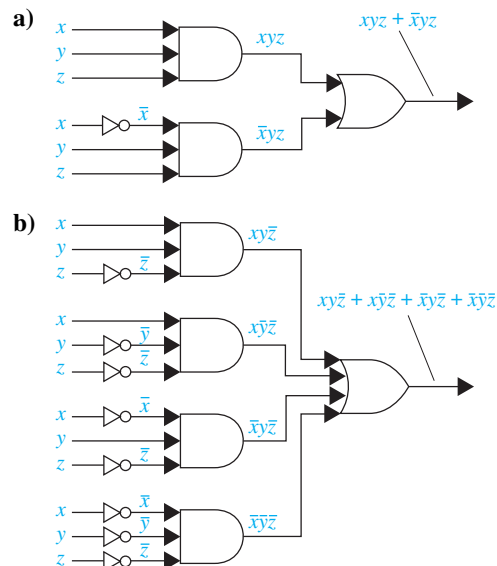 a)
xyz + x̄yz
x
y
z
xyz
x x̄
y
z
x̄yz
b)
x
y
z z̄
xyz̄
xyz̄ + xȳz̄ + x̄yz̄ + x̄ȳz̄
x
y ȳ
z z̄
xȳz̄
x x̄
y
z z̄
x̄yz̄
x x̄
y ȳ
z z̄
x̄ȳz̄